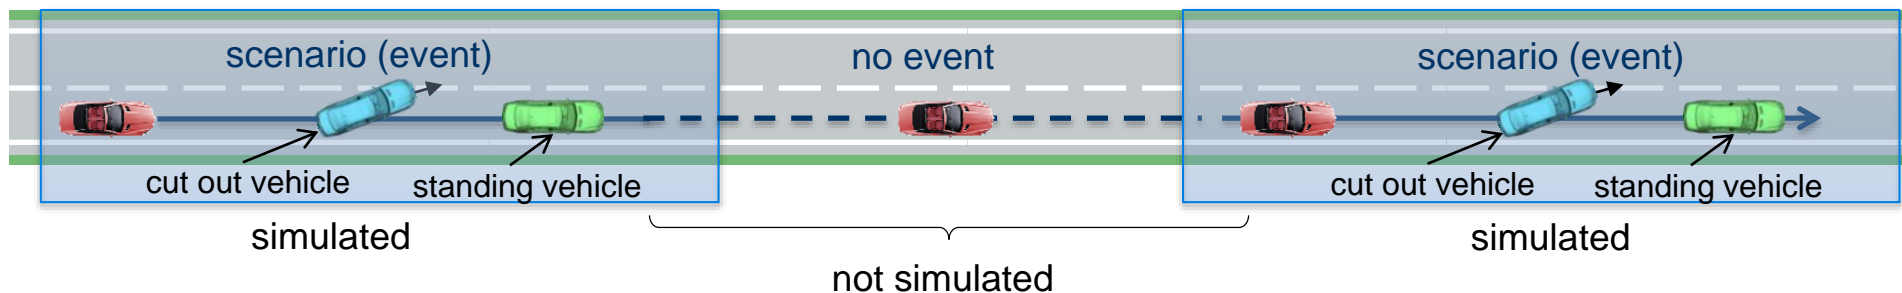 scenario (event)
no event
scenario (event)
cut out vehicle
standing vehicle
cut out vehicle
standing vehicle
simulated
simulated
not simulated